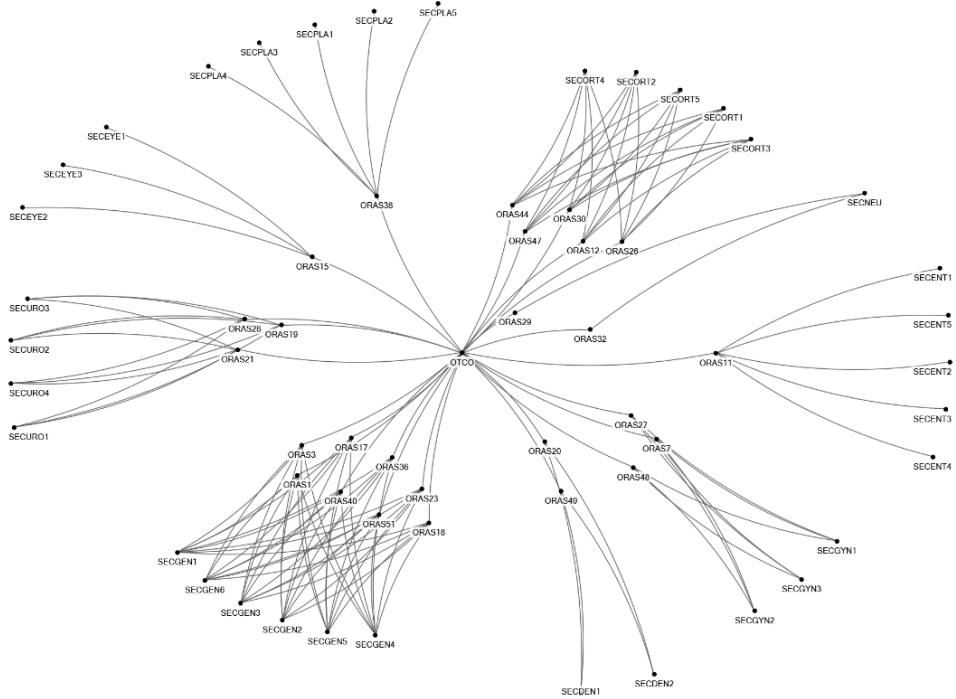 SECPLA5
SECPLA2
SECPLA1
SECPLA3
SECPLA4
SECORT4
SECORT2
SECORT5
SECORT1
SECORT3
SECEYE1
SECEYE3
SECEYE2
SECNEU
ORAS38
ORAS44
ORAS30
ORAS47
ORAS12
ORAS26
ORAS15
SECENT1
SECURO3
ORAS28
ORAS19
ORAS29
ORAS32
SECENT5
SECURO2
ORAS21
OTCO
ORAS11
SECENT2
SECURO4
SECENT3
SECURO1
ORAS27
ORAS7
ORAS3
ORAS17
ORAS20
ORAS36
ORAS48
SECENT4
ORAS1
ORAS40
ORAS23
ORAS49
ORAS51
ORAS18
SECGYN1
SECGEN1
SECGEN6
SECGYN3
SECGEN3
SECGYN2
SECGEN2
SECGEN5
SECGEN4
SECDEN2
SECDEN1